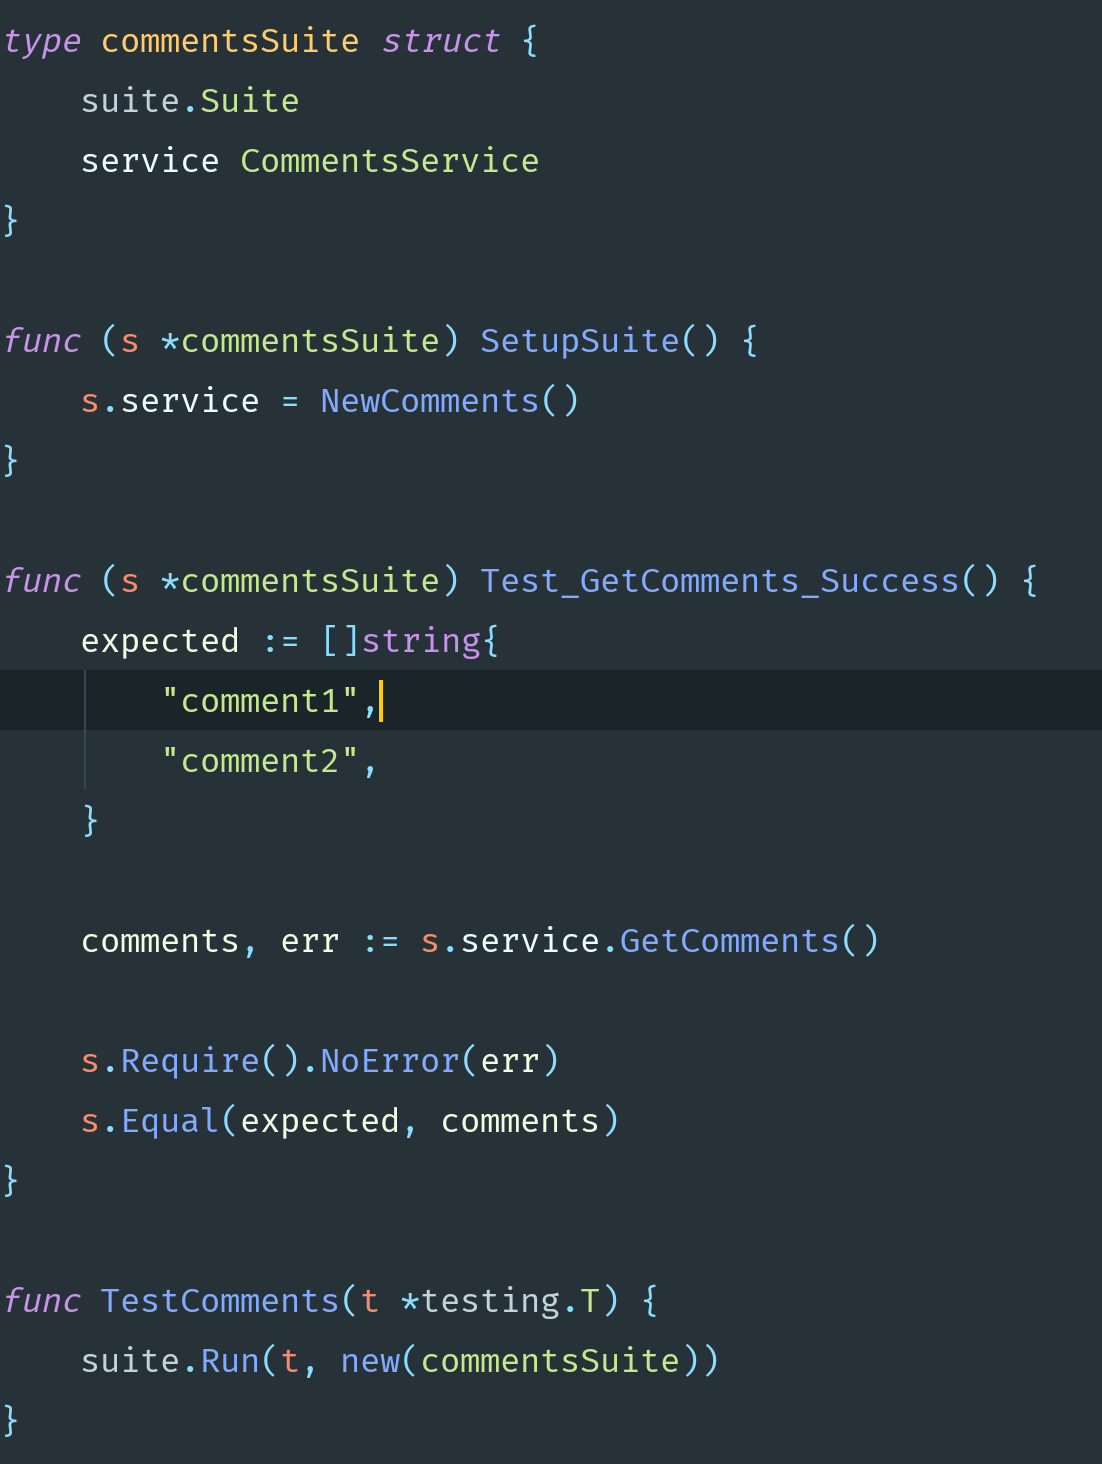 type commentsSuite struct {
    suite.Suite
    service CommentsService
}

func (s *commentsSuite) SetupSuite() {
    s.service = NewComments()
}

func (s *commentsSuite) Test_GetComments_Success() {
    expected := []string{
        "comment1",
        "comment2",
    }

    comments, err := s.service.GetComments()

    s.Require().NoError(err)
    s.Equal(expected, comments)
}

func TestComments(t *testing.T) {
    suite.Run(t, new(commentsSuite))
}